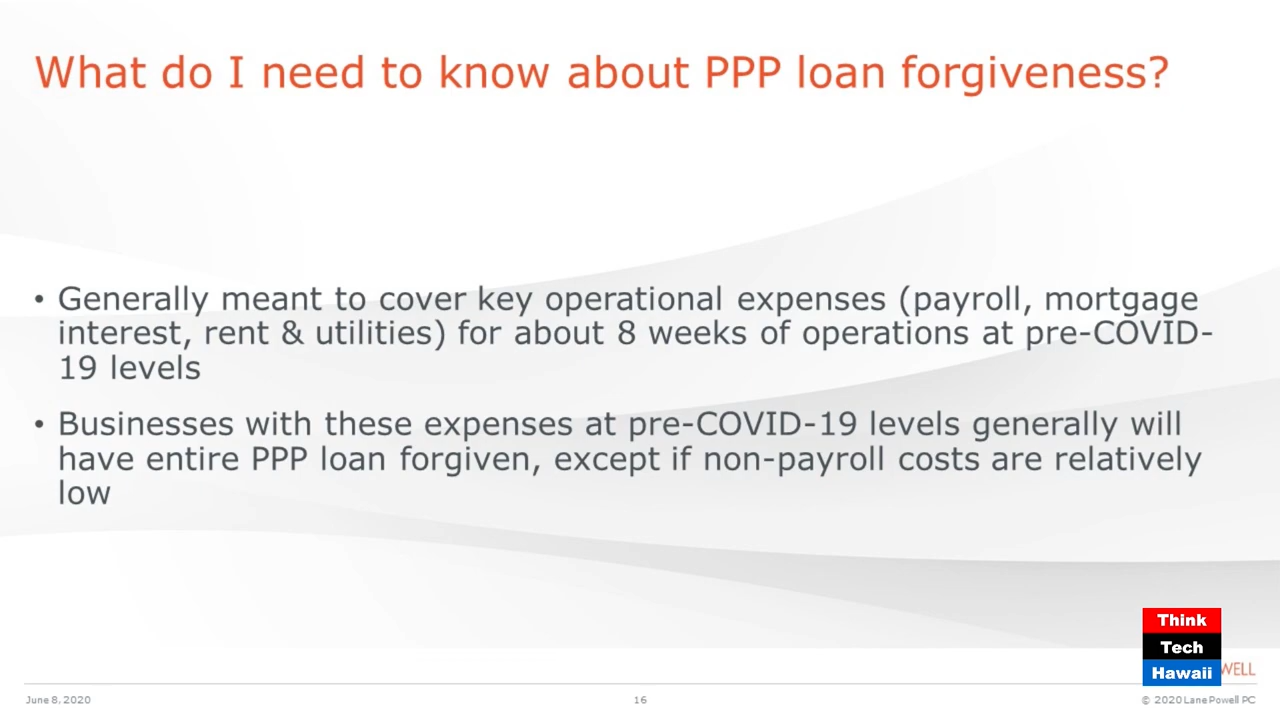 What do I need to know about PPP loan forgiveness?
• Generally meant to cover key operational expenses (payroll, mortgage
interest, rent & utilities) for about 8 weeks of operations at pre-COVID-
19 levels
• Businesses with these expenses at pre-COVID-19 levels generally will
have entire PPP loan forgiven, except if non-payroll costs are relatively
low
Think
Tech
Hawaii
WELL
June 8, 2020
16
© 2020 Lane Powell PC